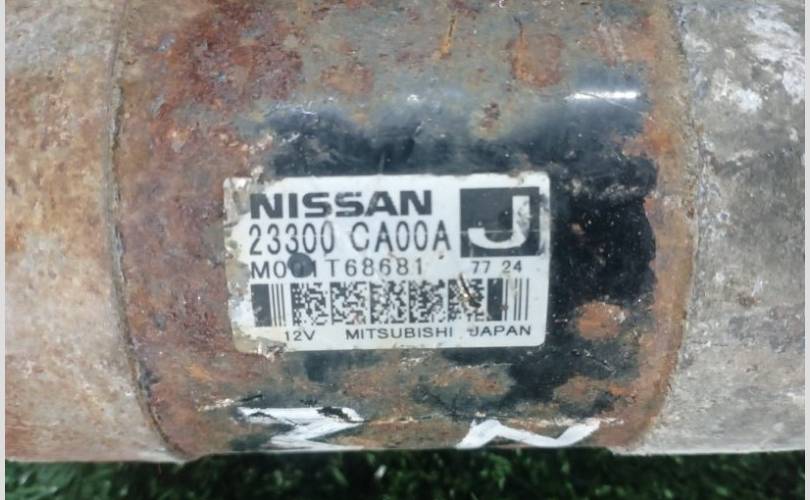 NISSAN
J
23300 CA00A
M001T68681 77 24
12V MITSUBISHI JAPAN